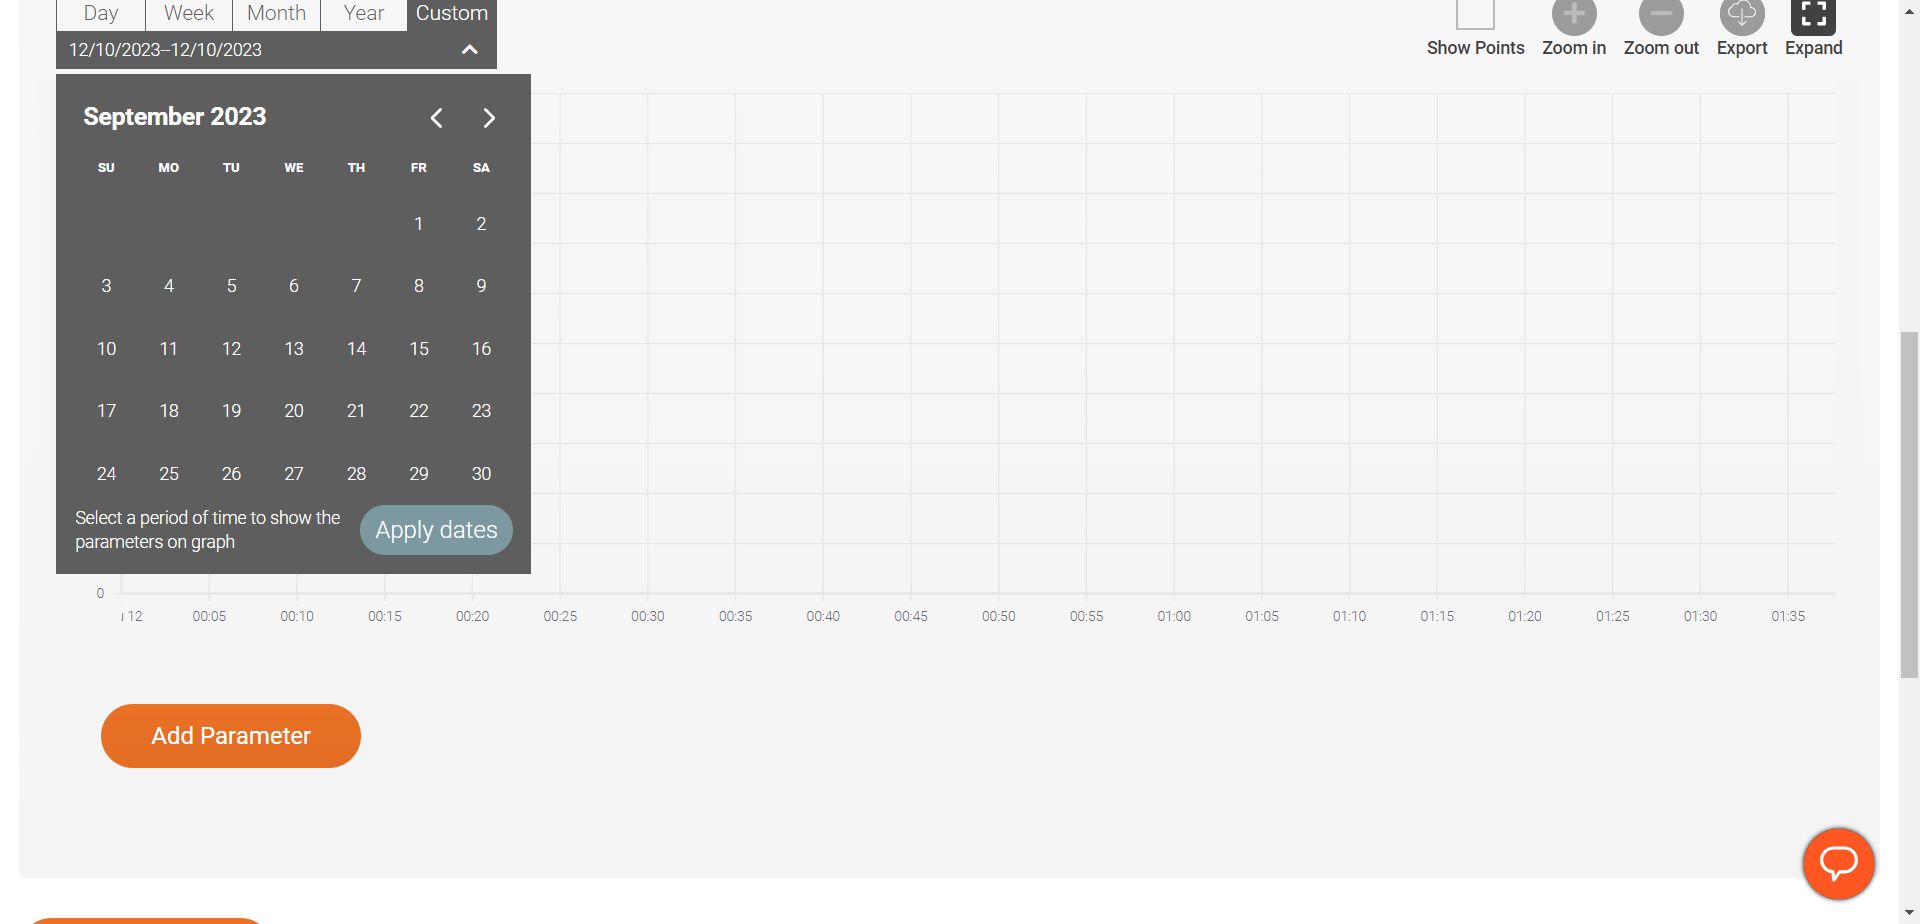 Day Week Month Year Custom
12/10/2023--12/10/2023
Show Points Zoom in Zoom out Export Expand
September 2023
SU MO TU WE TH FR SA
1 2
3 4 5 6 7 8 9
10 11 12 13 14 15 16
17 18 19 20 21 22 23
24 25 26 27 28 29 30
Select a period of time to show the
parameters on graph
Apply dates
0
12 00:05 00:10 00:15 00:20 00:25 00:30 00:35 00:40 00:45 00:50 00:55 01:00 01:05 01:10 01:15 01:20 01:25 01:30 01:35
Add Parameter